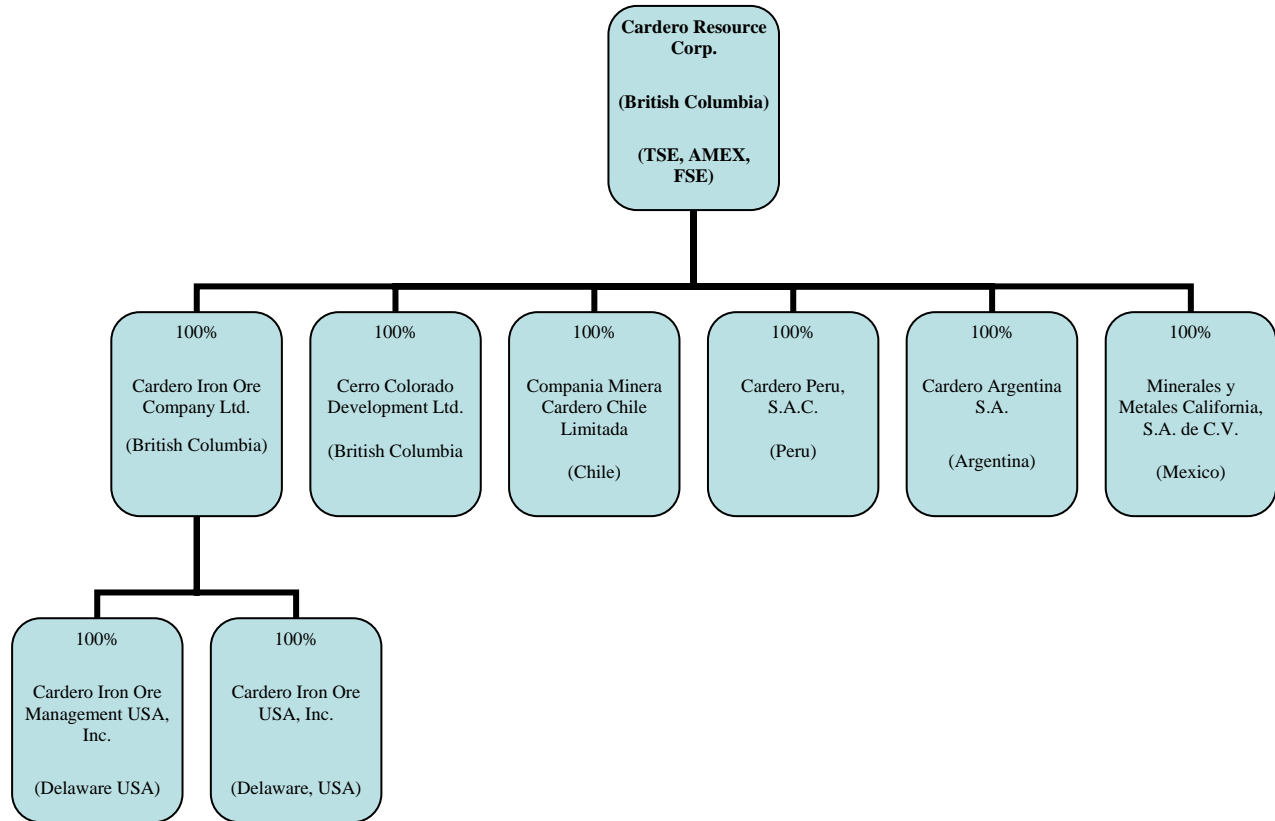 Cardero Resource
Corp.
(British Columbia)
(TSE, AMEX,
FSE)
100%
Cardero Iron Ore
Company Ltd.
(British Columbia)
100%
Cerro Colorado
Development Ltd.
(British Columbia
100%
Compania Minera
Cardero Chile
Limitada
(Chile)
100%
Cardero Peru,
S.A.C.
(Peru)
100%
Cardero Argentina
S.A.
(Argentina)
100%
Minerales y
Metales California,
S.A. de C.V.
(Mexico)
100%
Cardero Iron Ore
Management USA,
Inc.
(Delaware USA)
100%
Cardero Iron Ore
USA, Inc.
(Delaware, USA)